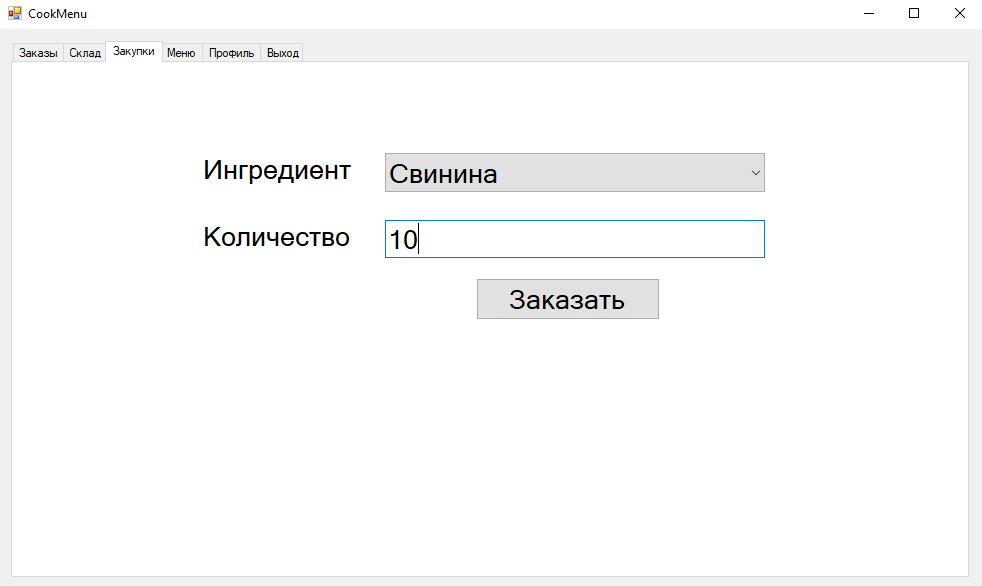 CookMenu
Заказы Склад Закупки Меню Профиль Выход
Ингредиент Свинина
Количество 10
Заказать